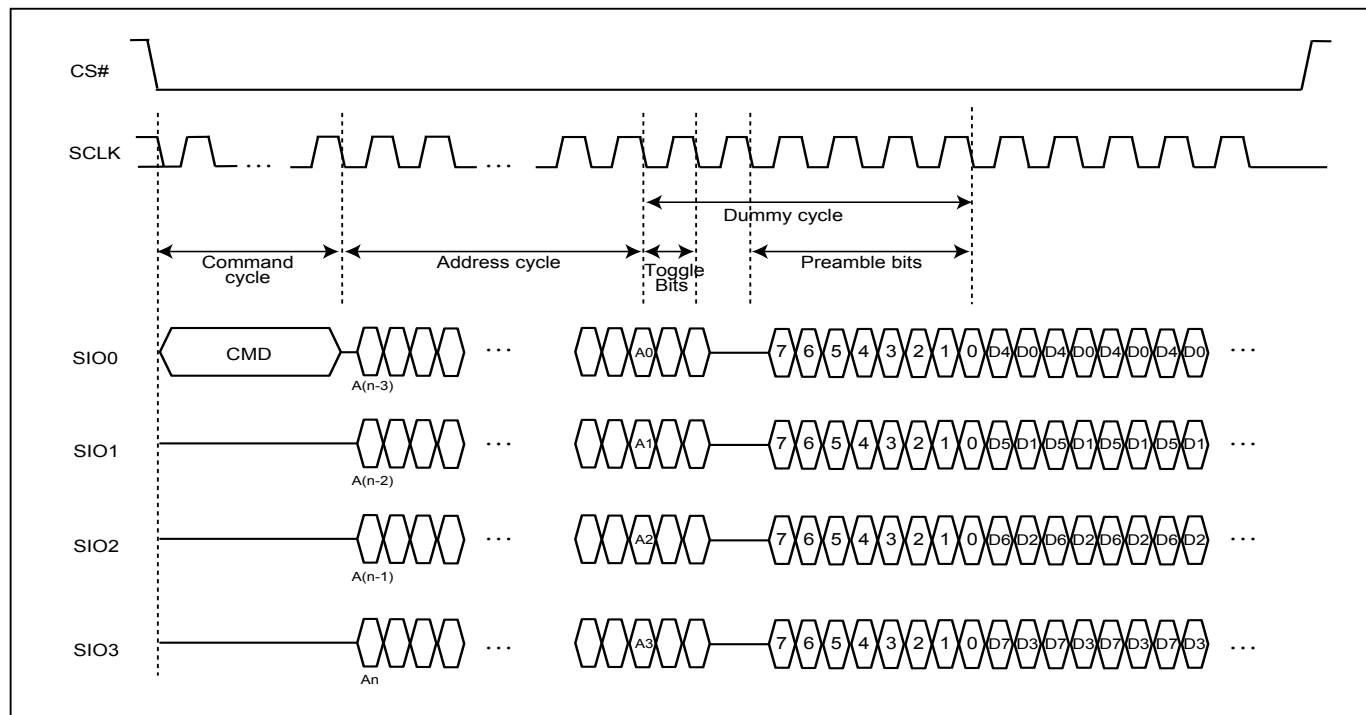 CS#
SCLK
...
...
Dummy cycle
Command
cycle
Address cycle
Toggle
Bits
Preamble bits
SIO0
CMD
...
A0
7 6 5 4 3 2 1 0 D4 D0 D4 D0 D4 D0 D4 D0
...
A(n-3)
SIO1
...
A1
7 6 5 4 3 2 1 0 D5 D1 D5 D1 D5 D1 D5 D1
...
A(n-2)
SIO2
...
A2
7 6 5 4 3 2 1 0 D6 D2 D6 D2 D6 D2 D6 D2
...
A(n-1)
SIO3
...
A3
7 6 5 4 3 2 1 0 D7 D3 D7 D3 D7 D3 D7 D3
...
An